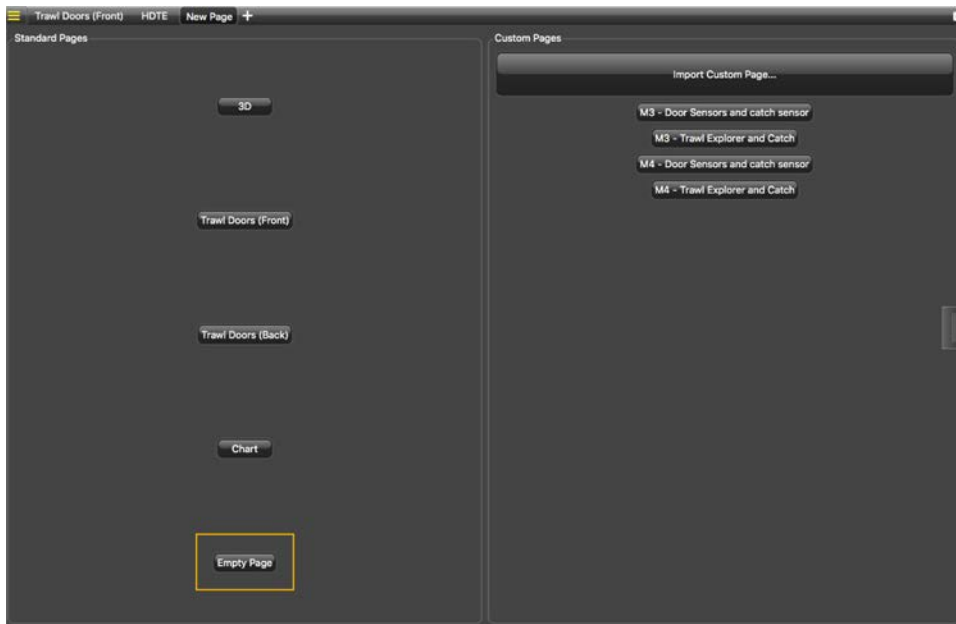 Trawl Doors (Front) HDTE New Page +
Standard Pages
3D
Trawl Doors (Front)
Trawl Doors (Back)
Chart
Empty Page
Custom Pages
Import Custom Page...
M3 - Door Sensors and catch sensor
M3 - Trawl Explorer and Catch
M4 - Door Sensors and catch sensor
M4 - Trawl Explorer and Catch